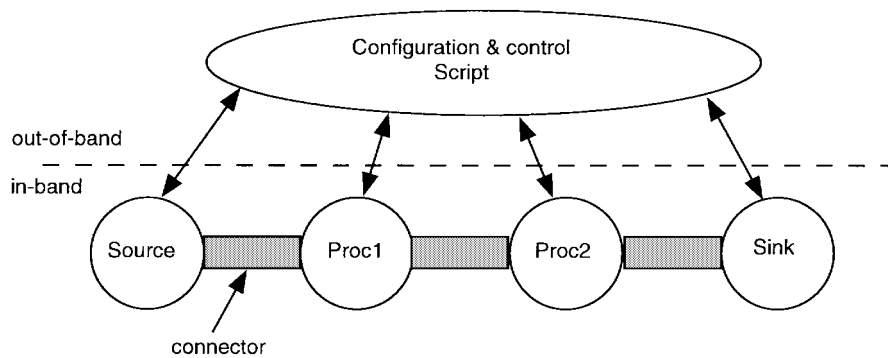 Configuration & control
Script
out-of-band
in-band
Source
Proc1
Proc2
Sink
connector